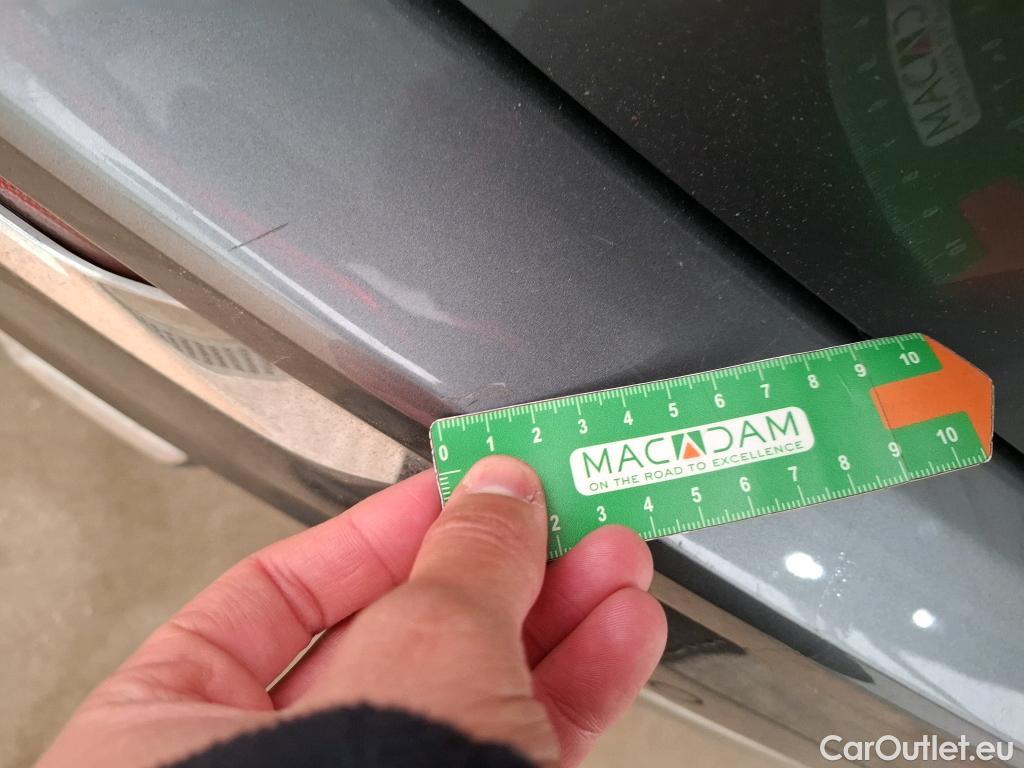 0 1 2 3 4 5 6 7 8 9 10
MACADAM
ON THE ROAD TO EXCELLENCE
2 3 4 5 6 7 8 9 10
MACADAM
CarOutlet.eu